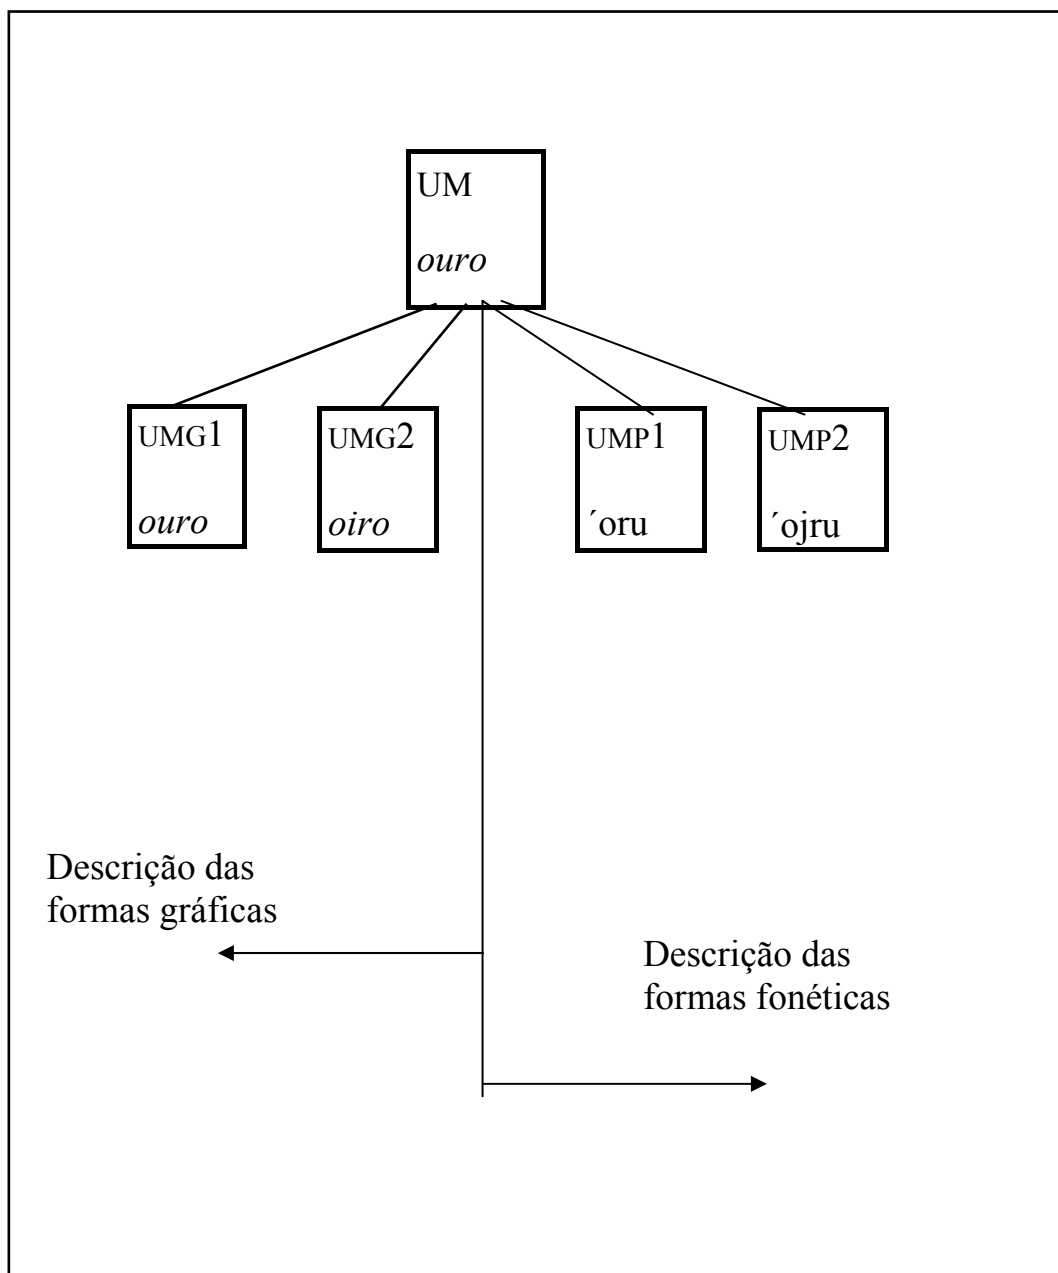 UM
ouro
UMG1
ouro
UMG2
oiro
UMP1
´oru
UMP2
´ojru
Descrição das
formas gráficas
Descrição das
formas fonéticas